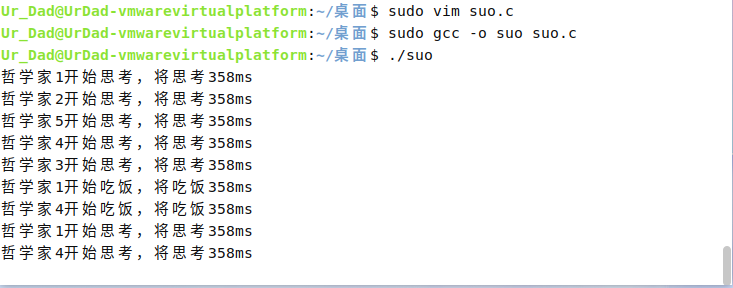 Ur_Dad@UrDad-vmwarevirtualplatform:~/桌面$ sudo vim suo.c
Ur_Dad@UrDad-vmwarevirtualplatform:~/桌面$ sudo gcc -o suo suo.c
Ur_Dad@UrDad-vmwarevirtualplatform:~/桌面$ ./suo
哲学家1开始思考，将思考358ms
哲学家2开始思考，将思考358ms
哲学家5开始思考，将思考358ms
哲学家4开始思考，将思考358ms
哲学家3开始思考，将思考358ms
哲学家1开始吃饭，将吃饭358ms
哲学家4开始吃饭，将吃饭358ms
哲学家1开始思考，将思考358ms
哲学家4开始思考，将思考358ms